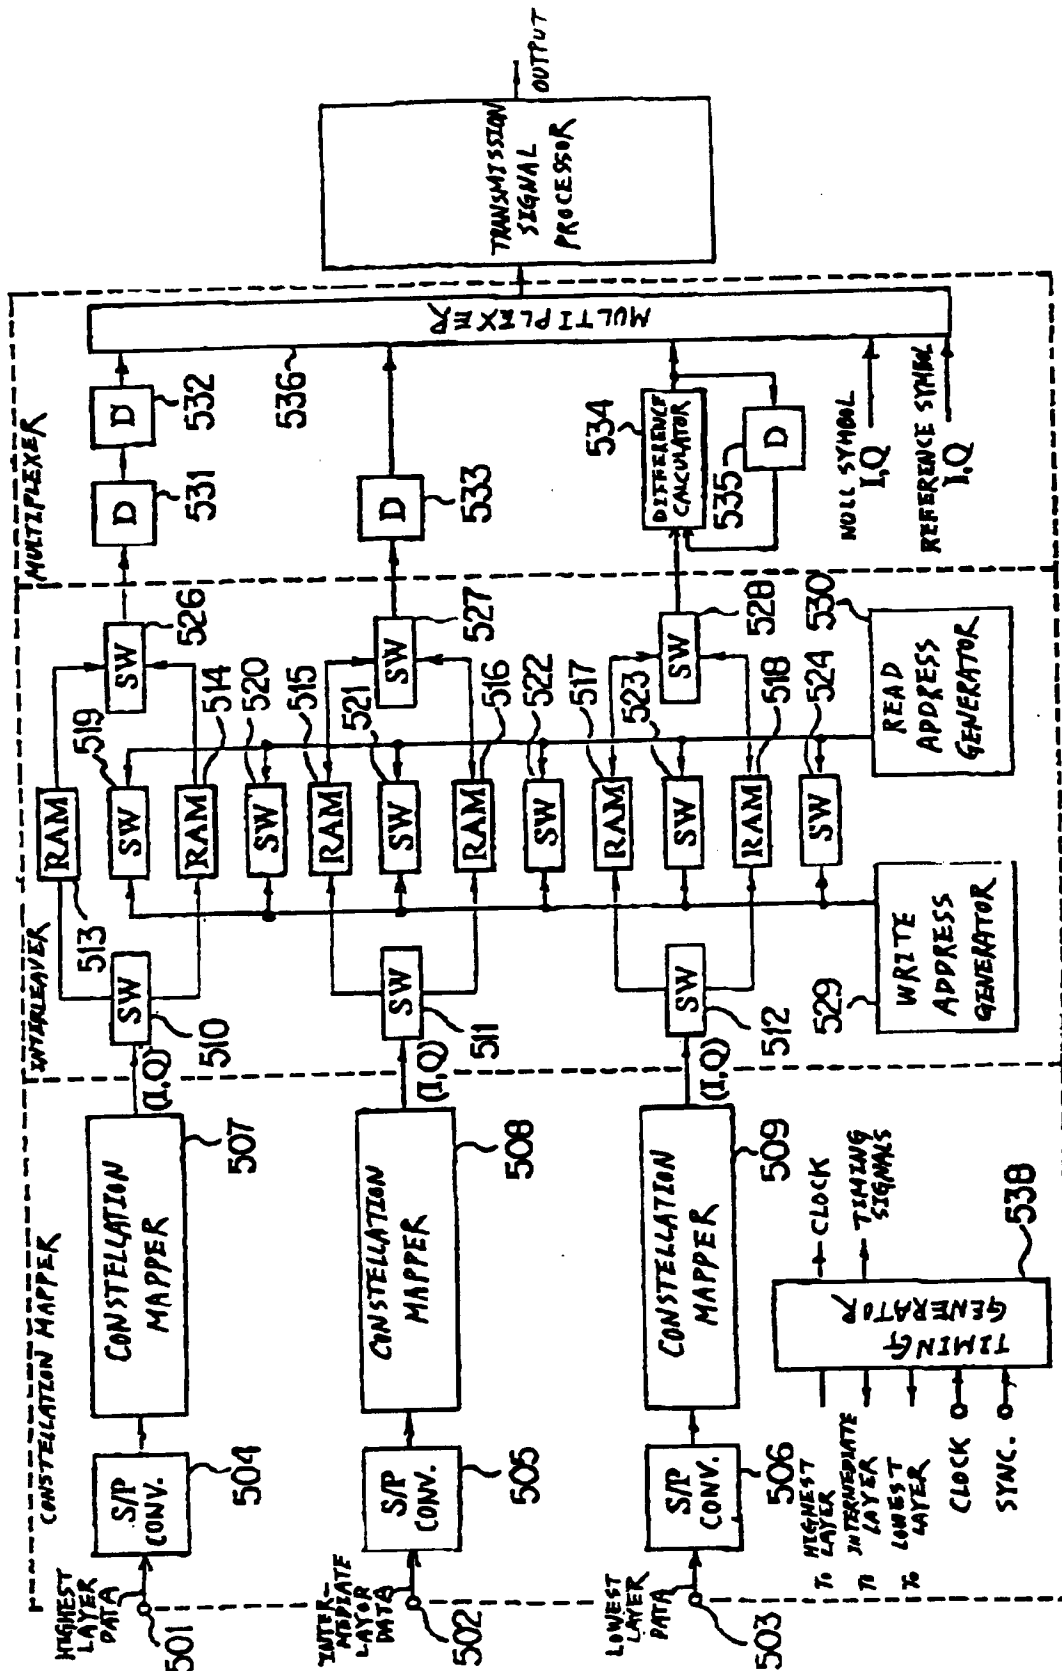 CONSTELLATION MAPPER
INTERLEAVER
MULTIPLEXER
HIGHEST
LAYER
DATA
501
S/P
CONV.
504
CONSTELLATION
MAPPER
507
(I,Q)
SW
510
RAM
513
SW
519
RAM
514
SW
520
SW
526
D
531
D
532
INTER-
MEDIATE
LAYOR
DATA
502
S/P
CONV.
505
CONSTELLATION
MAPPER
508
(I,Q)
SW
511
RAM
515
SW
521
RAM
516
SW
522
SW
527
D
533
LOWEST
LAYER
DATA
503
S/P
CONV.
506
CONSTELLATION
MAPPER
509
(I,Q)
SW
512
RAM
517
SW
523
RAM
518
SW
524
SW
528
DIFFERENCE
CALCULATOR
534
D
535
NULL SYMBOL
I,Q
REFERENCE SYMBOL
I,Q
MULTIPLEXER
536
TRANSMISSION
SIGNAL
PROCESSOR
OUTPUT
WRITE
ADDRESS
GENERATOR
529
READ
ADDRESS
GENERATOR
530
To HIGHEST
LAYER
To INTERMEDIATE
LAYER
To LOWEST
LAYER
CLOCK
SYNC.
TIMING
GENERATOR
538
CLOCK
TIMING
SIGNALS